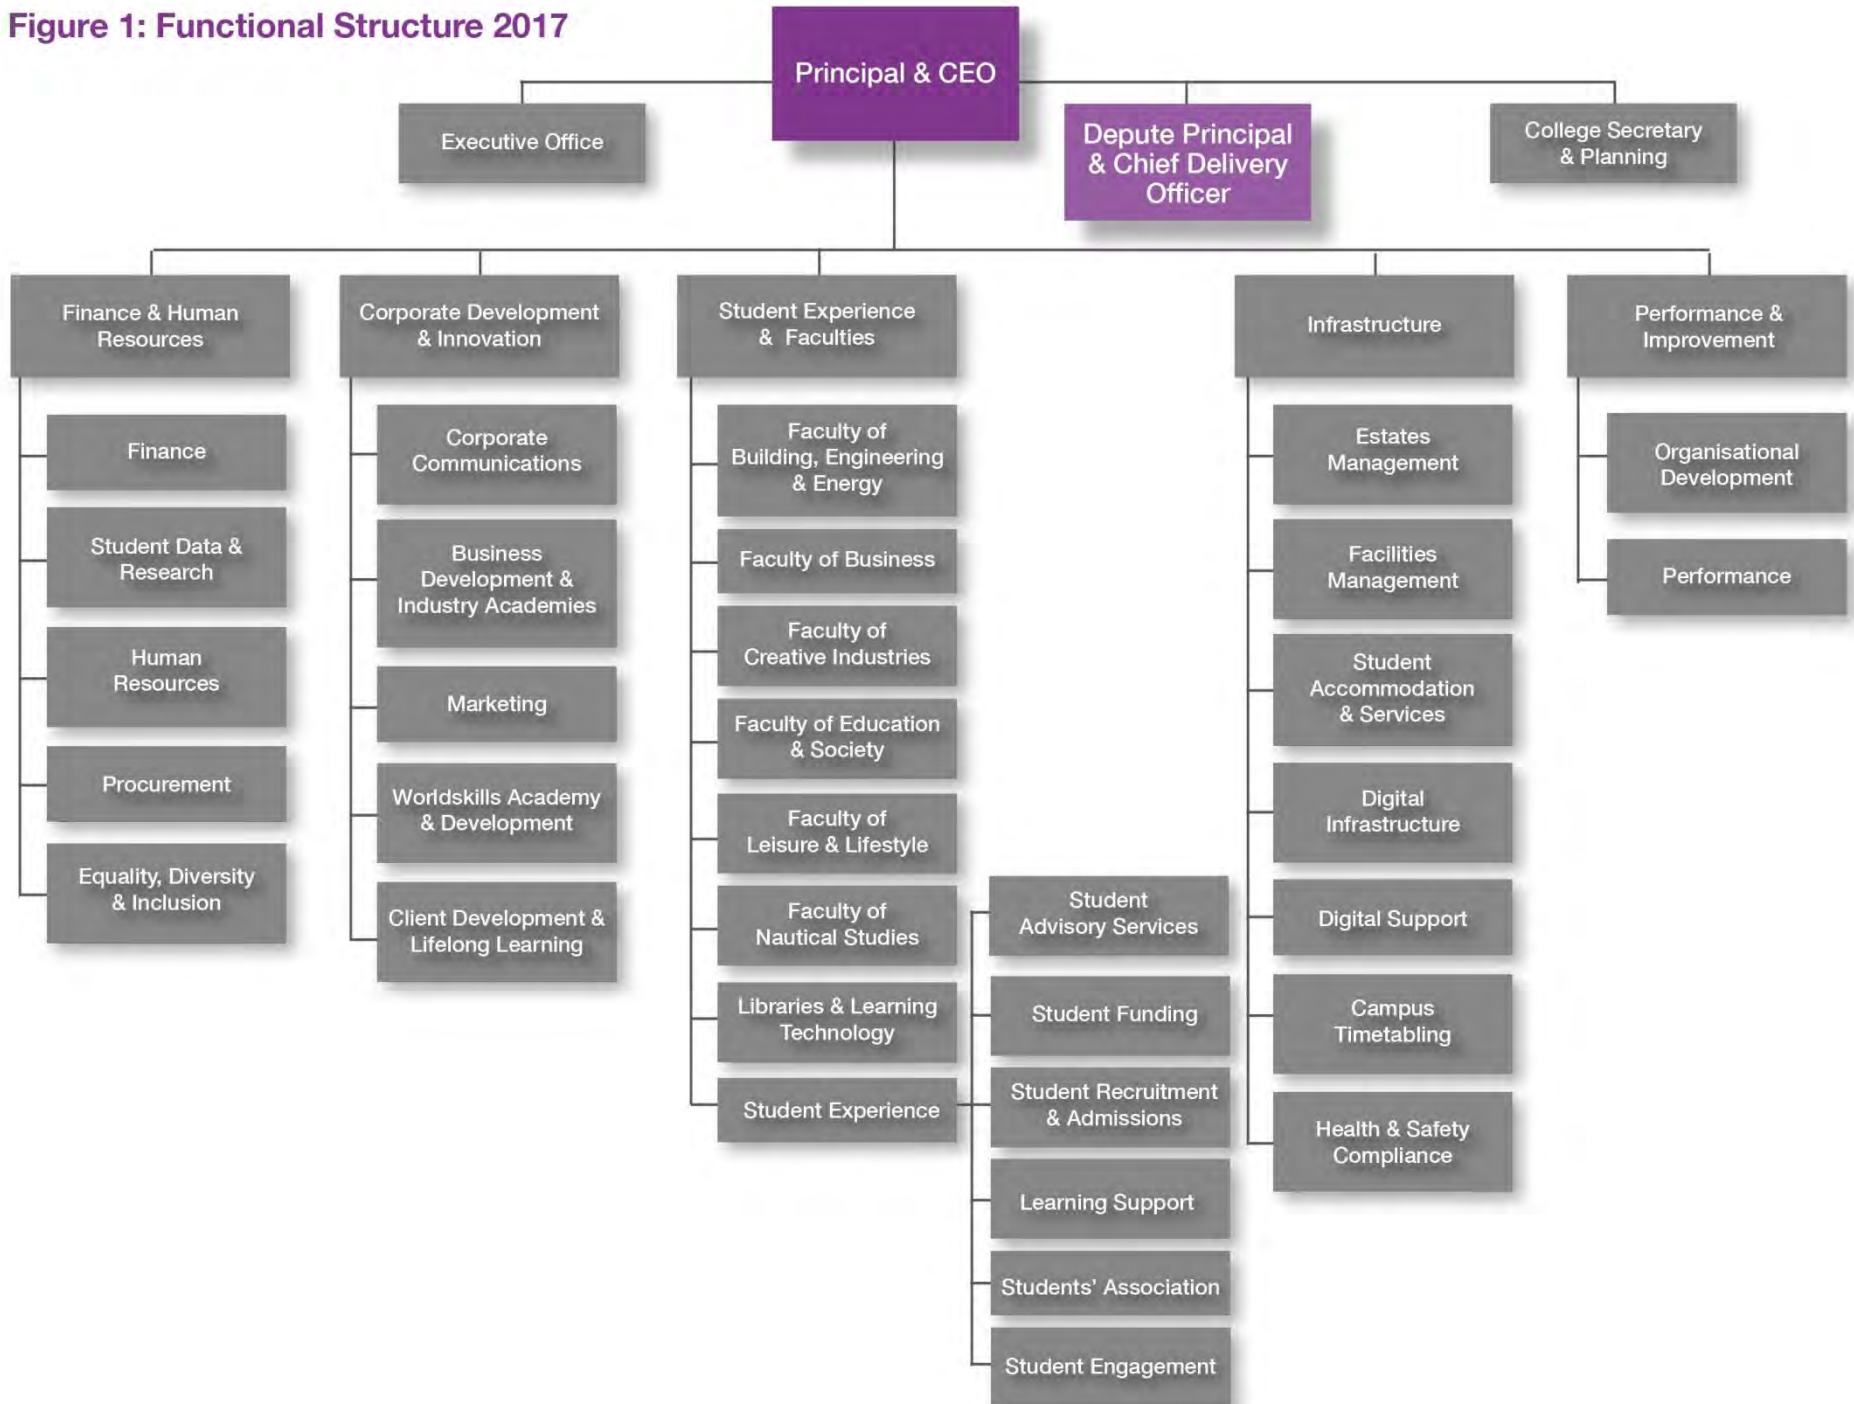 Figure 1: Functional Structure 2017
Principal & CEO
Executive Office
Depute Principal
& Chief Delivery
Officer
College Secretary
& Planning
Finance & Human
Resources
Finance
Student Data &
Research
Human
Resources
Procurement
Equality, Diversity
& Inclusion
Corporate Development
& Innovation
Corporate
Communications
Business
Development &
Industry Academies
Marketing
Worldskills Academy
& Development
Client Development &
Lifelong Learning
Student Experience
& Faculties
Faculty of
Building, Engineering
& Energy
Faculty of Business
Faculty of
Creative Industries
Faculty of Education
& Society
Faculty of
Leisure & Lifestyle
Faculty of
Nautical Studies
Libraries & Learning
Technology
Student Experience
Student
Advisory Services
Student Funding
Student Recruitment
& Admissions
Learning Support
Students' Association
Student Engagement
Infrastructure
Estates
Management
Facilities
Management
Student
Accommodation
& Services
Digital
Infrastructure
Digital Support
Campus
Timetabling
Health & Safety
Compliance
Performance &
Improvement
Organisational
Development
Performance